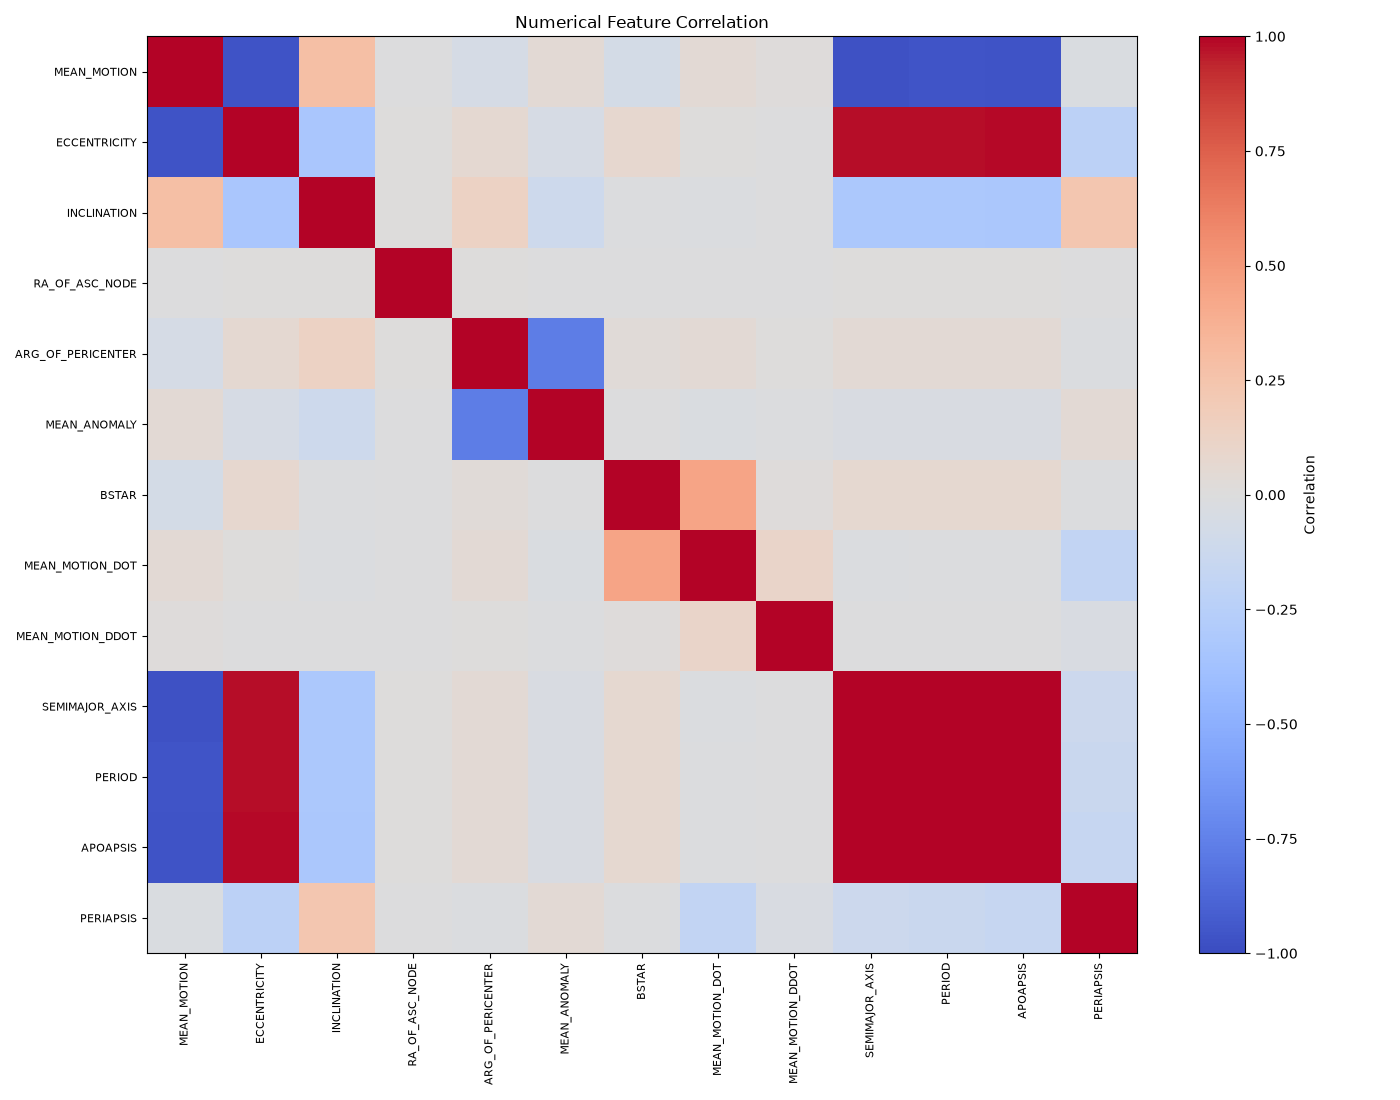 Numerical Feature Correlation
MEAN_MOTION
ECCENTRICITY
INCLINATION
RA_OF_ASC_NODE
ARG_OF_PERICENTER
MEAN_ANOMALY
BSTAR
MEAN_MOTION_DOT
MEAN_MOTION_DDOT
SEMIMAJOR_AXIS
PERIOD
APOAPSIS
PERIAPSIS
MEAN_MOTION
ECCENTRICITY
INCLINATION
RA_OF_ASC_NODE
ARG_OF_PERICENTER
MEAN_ANOMALY
BSTAR
MEAN_MOTION_DOT
MEAN_MOTION_DDOT
SEMIMAJOR_AXIS
PERIOD
APOAPSIS
PERIAPSIS
1.00
0.75
0.50
0.25
0.00
−0.25
−0.50
−0.75
−1.00
Correlation